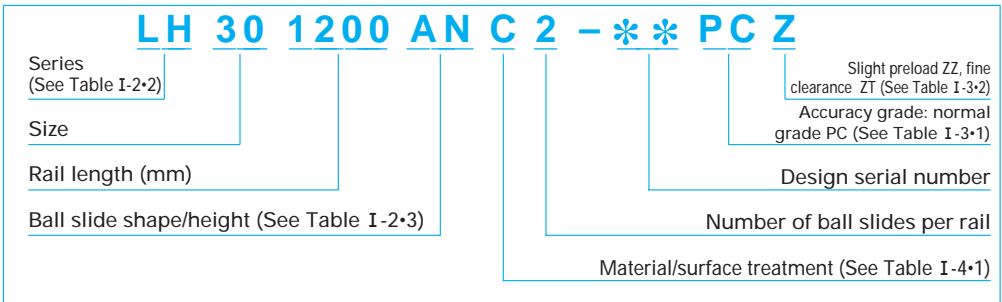 LH 30 1200 AN C 2 – ** PC Z
Series
(See Table I-2•2)
Size
Rail length (mm)
Ball slide shape/height (See Table I-2•3)
Slight preload ZZ, fine
clearance ZT (See Table I-3•2)
Accuracy grade: normal
grade PC (See Table I-3•1)
Design serial number
Number of ball slides per rail
Material/surface treatment (See Table I-4•1)